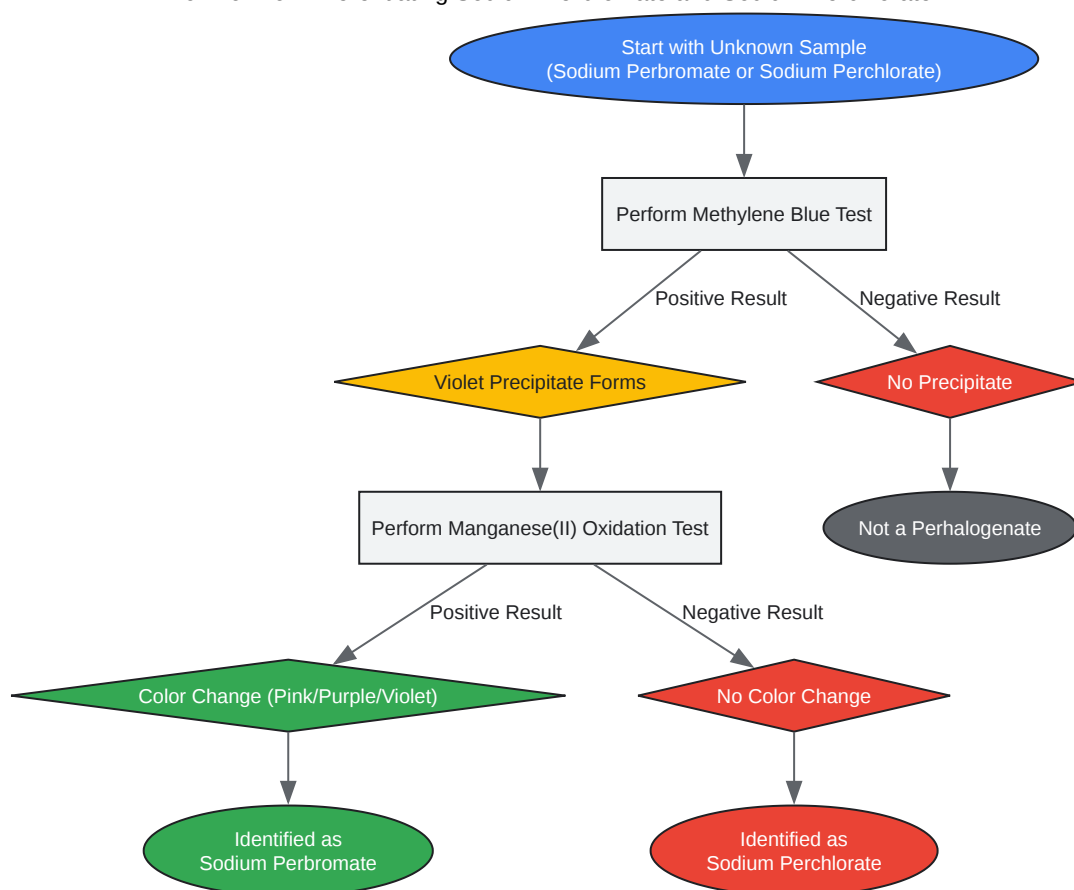 Start with Unknown Sample
(Sodium Perbromate or Sodium Perchlorate)
Perform Methylene Blue Test
Positive Result
Negative Result
Violet Precipitate Forms
No Precipitate
Perform Manganese(II) Oxidation Test
Not a Perhalogenate
Positive Result
Negative Result
Color Change (Pink/Purple/Violet)
No Color Change
Identified as
Sodium Perbromate
Identified as
Sodium Perchlorate